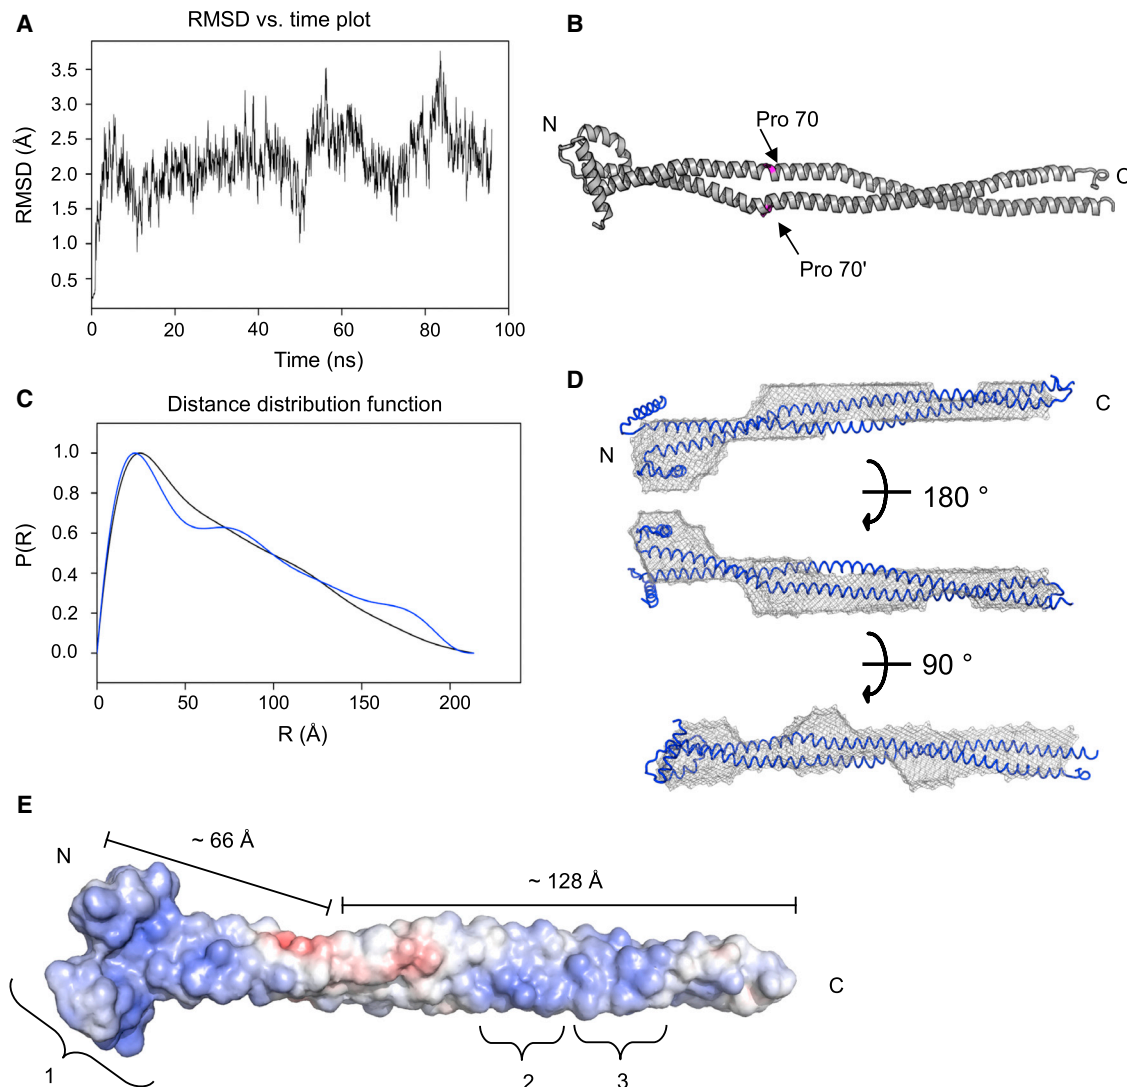 A
RMSD vs. time plot
RMSD (Å)
3.5
3.0
2.5
2.0
1.5
1.0
0.5
0
20
40
60
80
100
Time (ns)
B
N
Pro 70
C
Pro 70'
C
Distance distribution function
P(R)
1.0
0.8
0.6
0.4
0.2
0.0
0
50
100
150
200
R (Å)
D
C
N
180 °
90 °
E
N
~ 66 Å
~ 128 Å
C
1
2
3